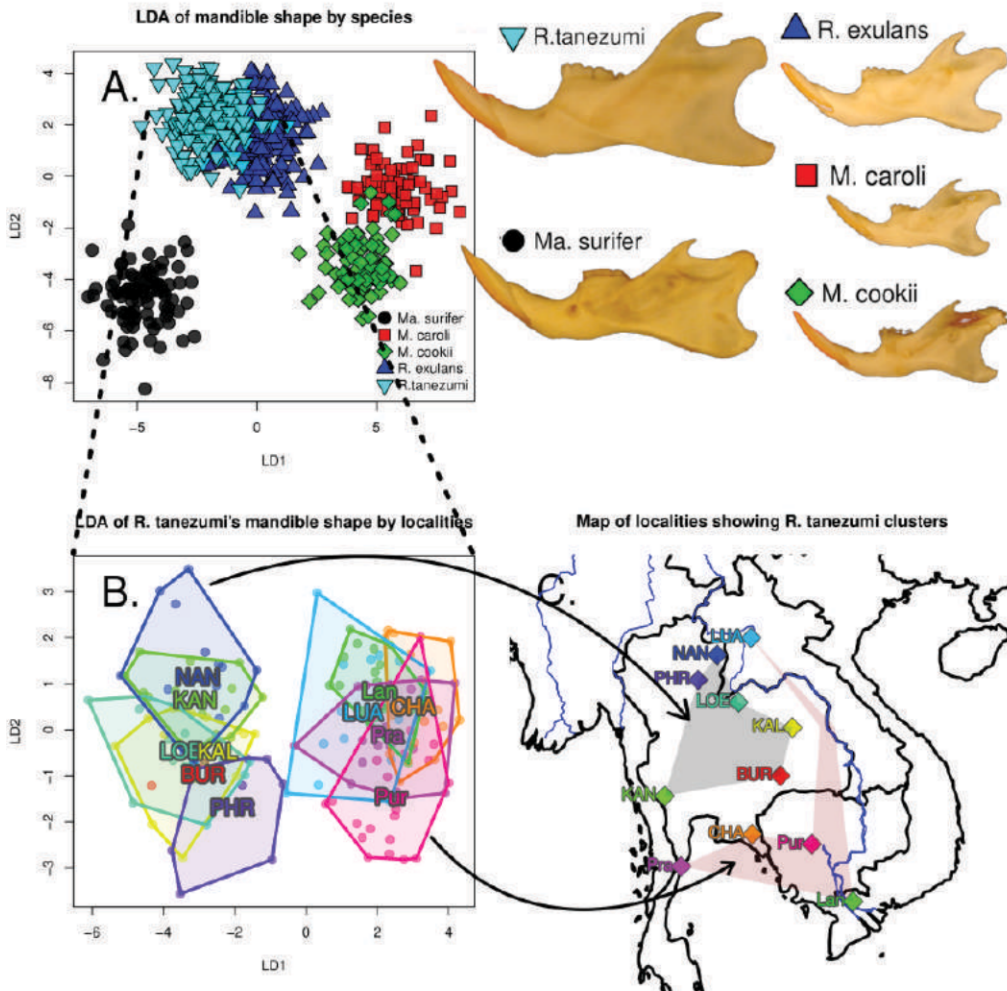 LDA of mandible shape by species
A.
4
2
0
-2
-4
-6
-8
LD2
-5
0
5
LD1
Ma. surifer
M. caroli
M. cookii
R. exulans
R.tanezumi
R.tanezumi
R. exulans
M. caroli
Ma. surifer
M. cookii
LDA of R. tanezumi's mandible shape by localities
B.
3
2
1
0
-1
-2
-3
LD2
-6
-4
-2
0
2
4
LD1
NAN
KAN
LOE
KAL
BUR
PHR
Lan
LUA
CHA
Pra
Pur
Map of localities showing R. tanezumi clusters
C.
LUA
NAN
PHR
LOE
KAL
BUR
KAN
CHA
Pur
Pra
Lan